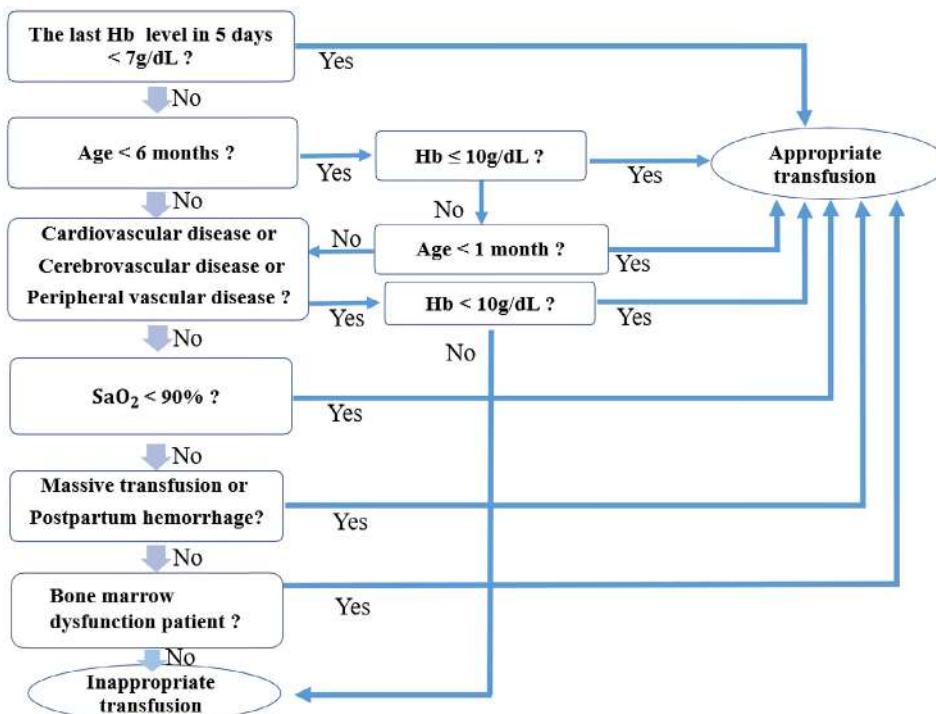 The last Hb level in 5 days
< 7g/dL ?
Yes
No
Age < 6 months ?
Yes
Hb ≤ 10g/dL ?
Yes
Appropriate
transfusion
No
No
Cardiovascular disease or
Cerebrovascular disease or
Peripheral vascular disease ?
No
Age < 1 month ?
Yes
Yes
Hb < 10g/dL ?
Yes
No
No
SaO₂ < 90% ?
Yes
No
Massive transfusion or
Postpartum hemorrhage?
Yes
No
Bone marrow
dysfunction patient ?
Yes
No
Inappropriate
transfusion